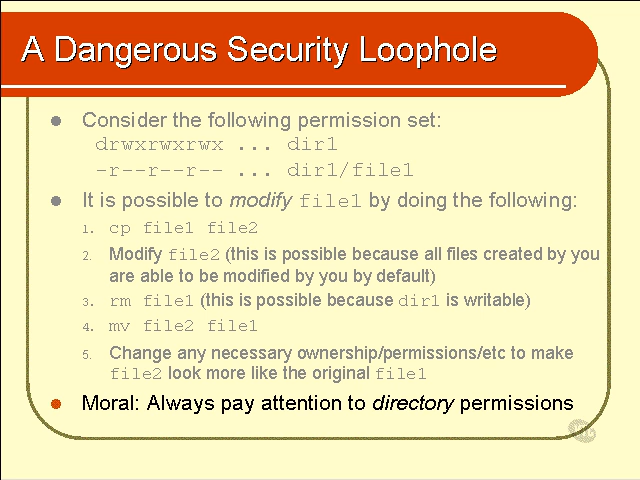 A Dangerous Security Loophole
Consider the following permission set:
drwxrwxrwx ... dir1
-r--r--r-- ... dir1/file1
It is possible to modify file1 by doing the following:
1. cp file1 file2
2. Modify file2 (this is possible because all files created by you
are able to be modified by you by default)
3. rm file1 (this is possible because dir1 is writable)
4. mv file2 file1
5. Change any necessary ownership/permissions/etc to make
file2 look more like the original file1
Moral: Always pay attention to directory permissions